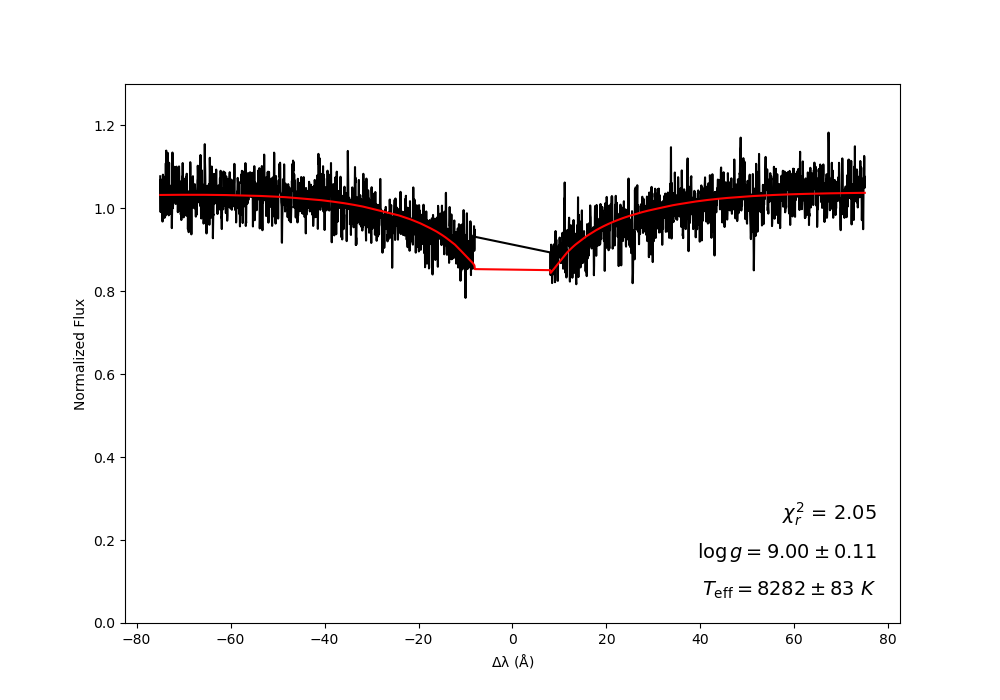 1.2
1.0
0.8
0.6
0.4
0.2
0.0
Normalized Flux
χ²ᵣ = 2.05
log g = 9.00 ± 0.11
T_eff = 8282 ± 83 K
−80 −60 −40 −20 0 20 40 60 80
Δλ (Å)